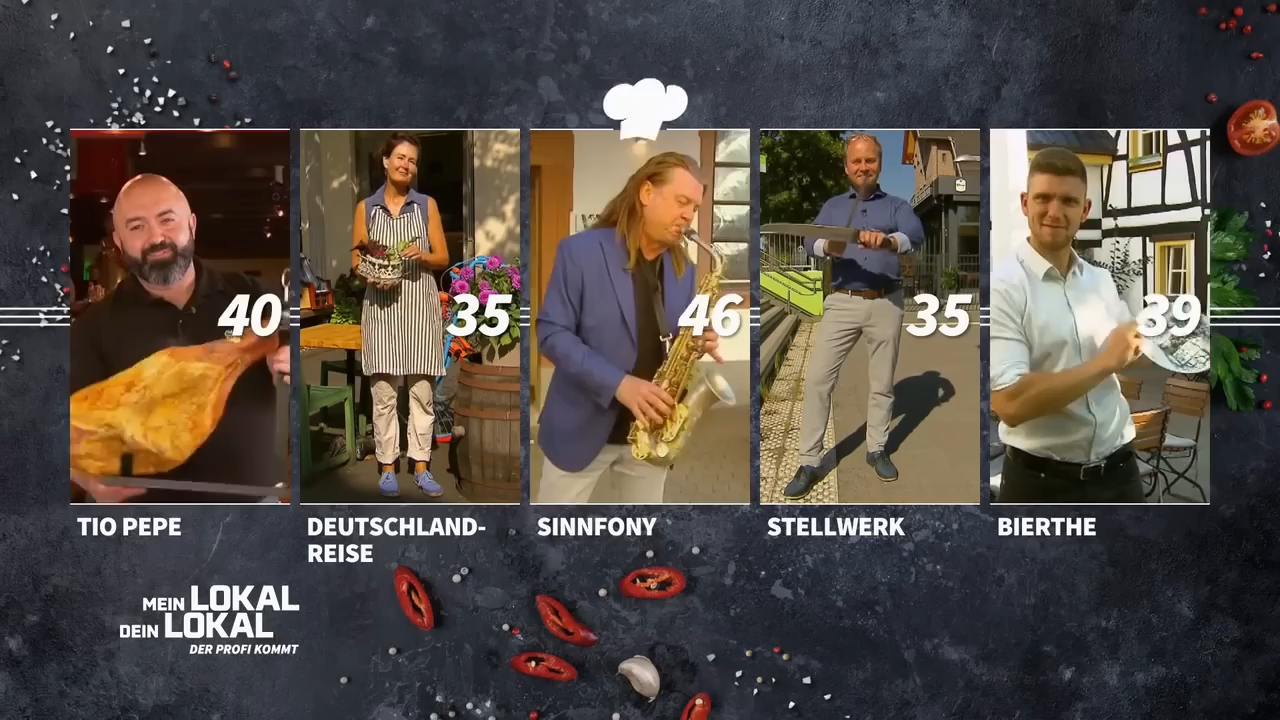 40
35
46
35
39
TIO PEPE
DEUTSCHLAND-
REISE
SINNFONY
STELLWERK
BIERTHE
MEIN LOKAL
DEIN LOKAL
DER PROFI KOMMT